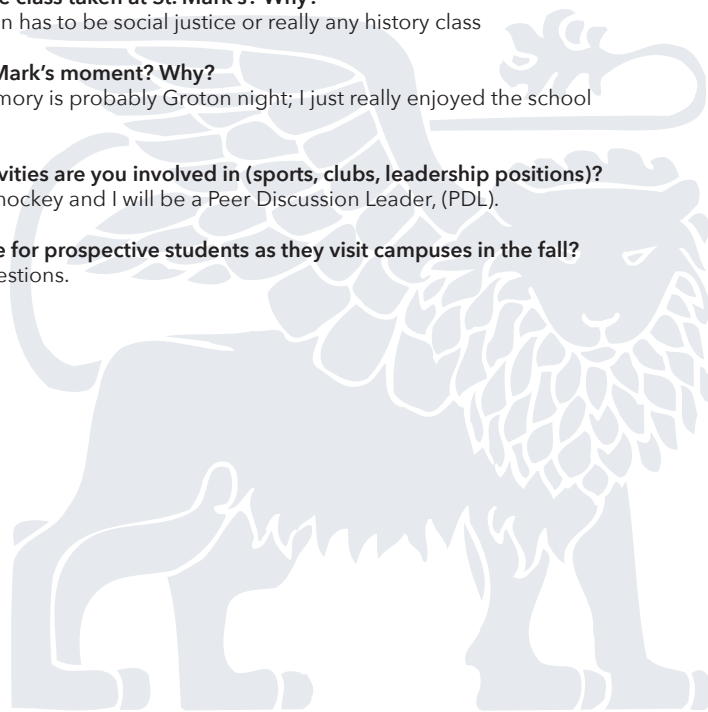 e class taken at St. Mark's? Why?
n has to be social justice or really any history class
Mark's moment? Why?
mory is probably Groton night; I just really enjoyed the school
vities are you involved in (sports, clubs, leadership positions)?
hockey and I will be a Peer Discussion Leader, (PDL).
e for prospective students as they visit campuses in the fall?
estions.